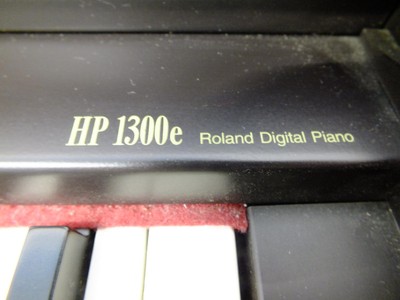 HP 1300e Roland Digital Piano